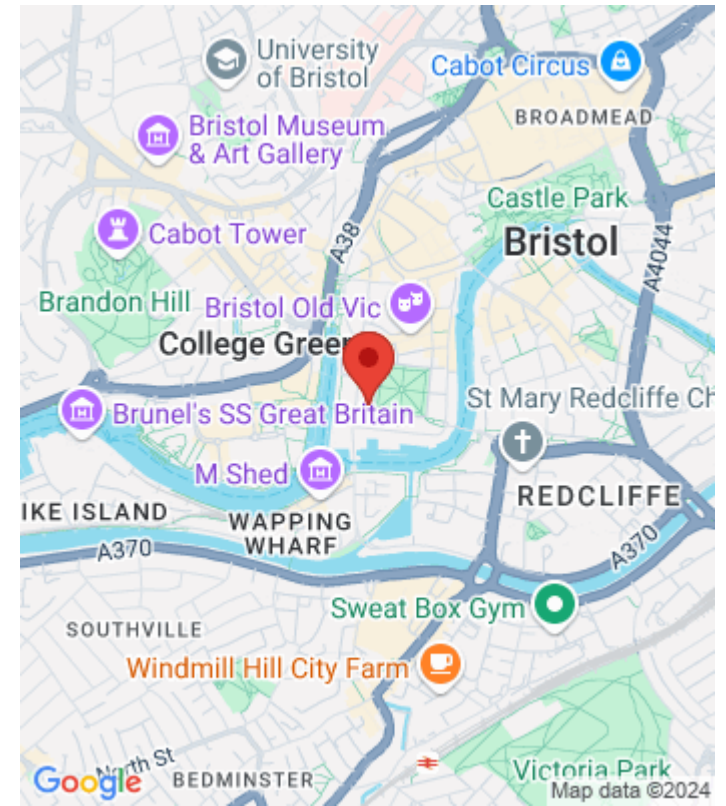 University
of Bristol
Cabot Circus
BROADMEAD
Bristol Museum
& Art Gallery
Castle Park
Cabot Tower
A38
Bristol
A4044
Brandon Hill
Bristol Old Vic
College Gree
St Mary Redcliffe Ch
Brunel's SS Great Britain
M Shed
REDCLIFFE
IKE ISLAND
WAPPING
WHARF
A370
A370
Sweat Box Gym
SOUTHVILLE
Windmill Hill City Farm
North St
Victoria Park
Google
BEDMINSTER
Map data ©2024